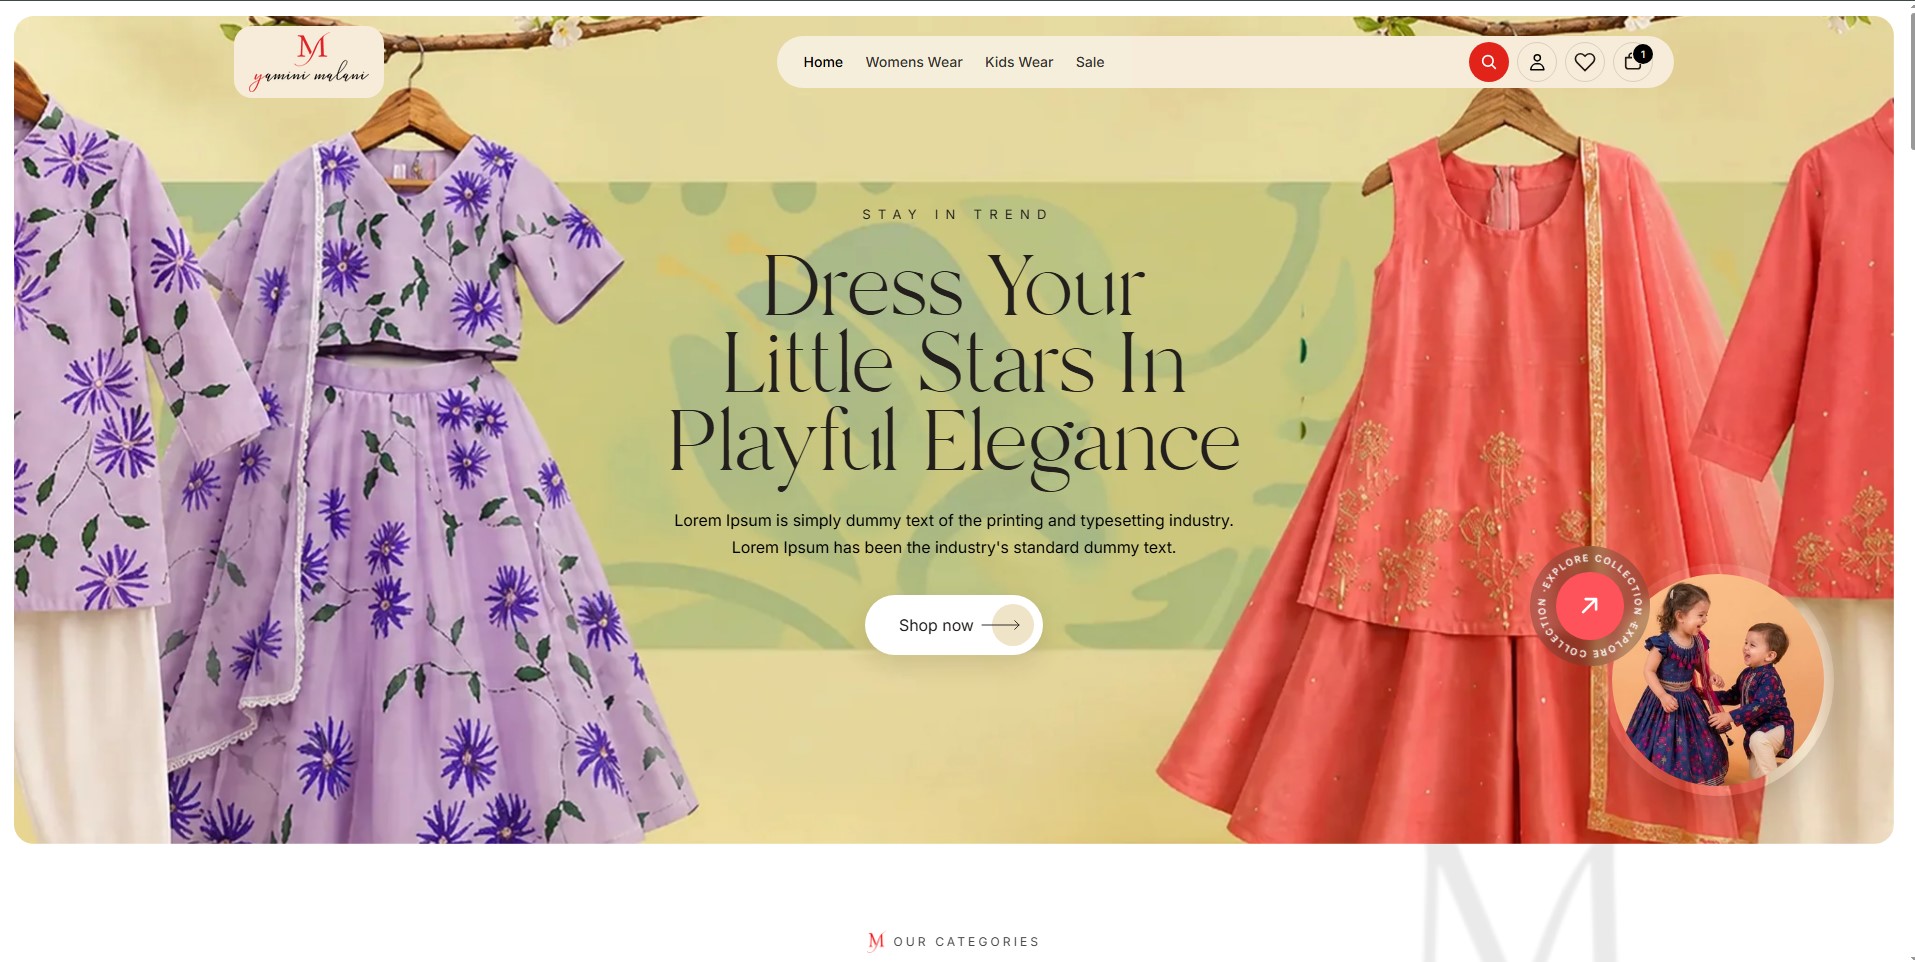 M
yamini malani
Home Womens Wear Kids Wear Sale
1
STAY IN TREND
Dress Your
Little Stars In
Playful Elegance
Lorem Ipsum is simply dummy text of the printing and typesetting industry.
Lorem Ipsum has been the industry's standard dummy text.
Shop now
·EXPLORE COLLECTION ·EXPLORE COLLECTION
M
M OUR CATEGORIES